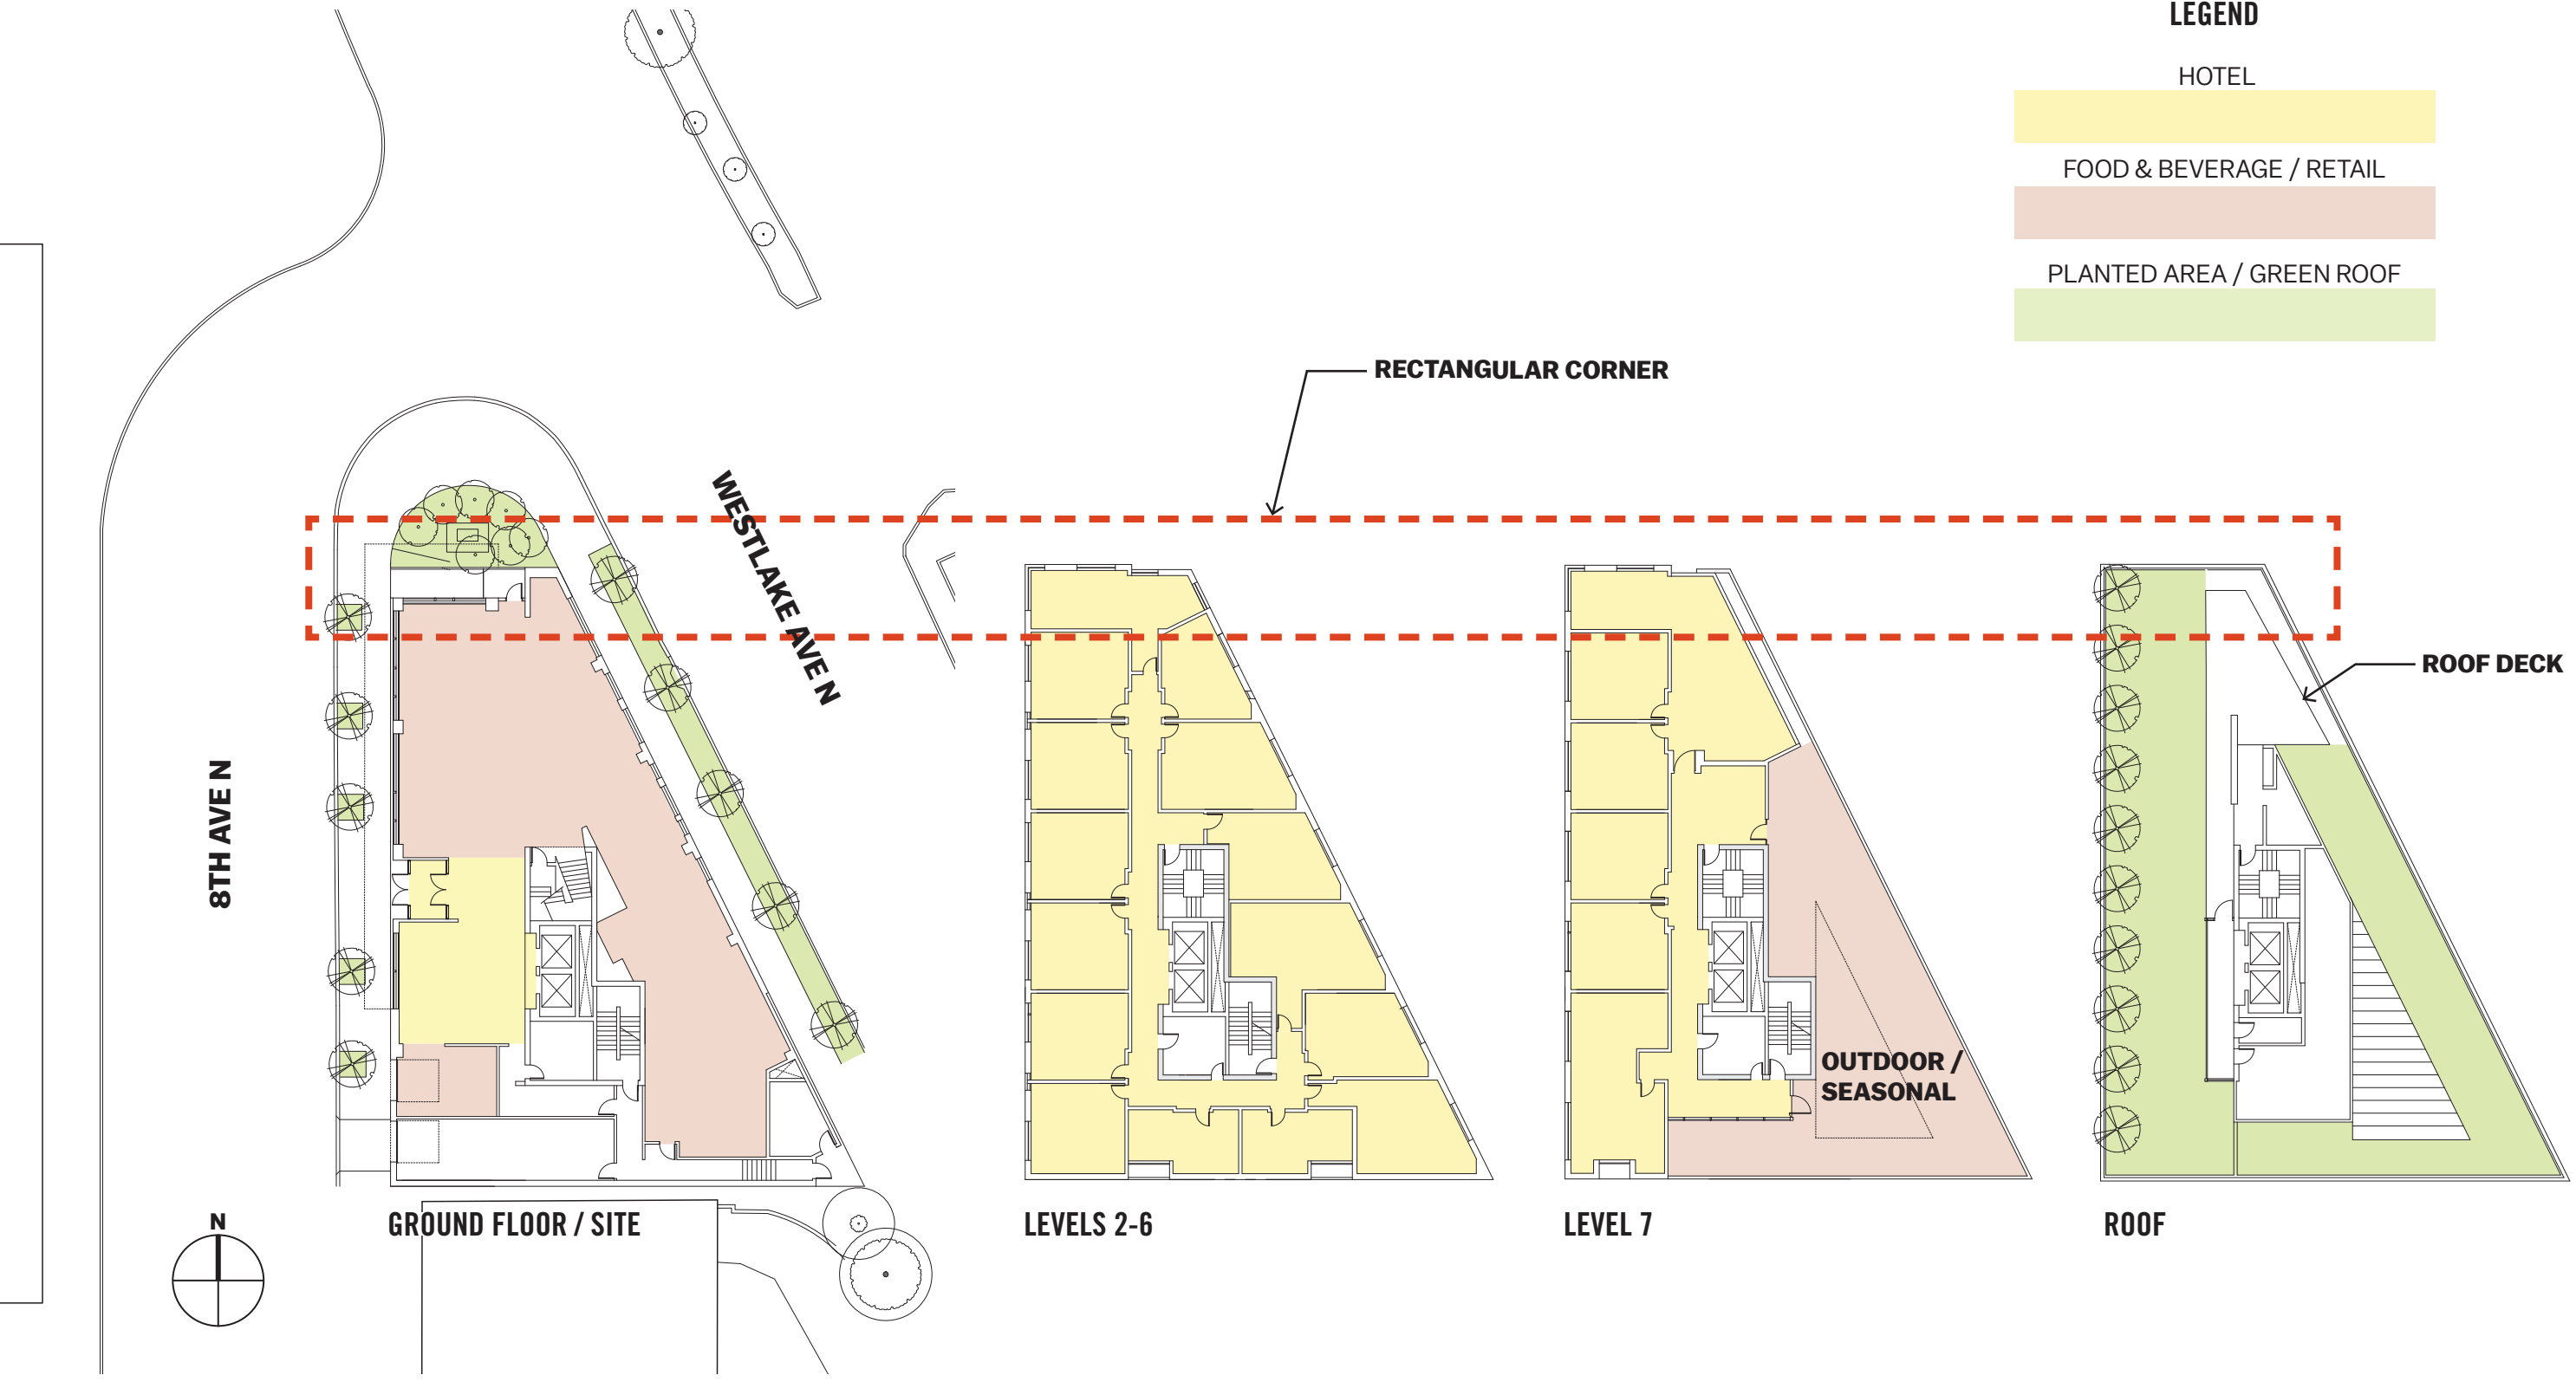 LEGEND
HOTEL
FOOD & BEVERAGE / RETAIL
PLANTED AREA / GREEN ROOF
RECTANGULAR CORNER
WESTLAKE AVE N
ROOF DECK
8TH AVE N
OUTDOOR /
SEASONAL
N
GROUND FLOOR / SITE
LEVELS 2-6
LEVEL 7
ROOF